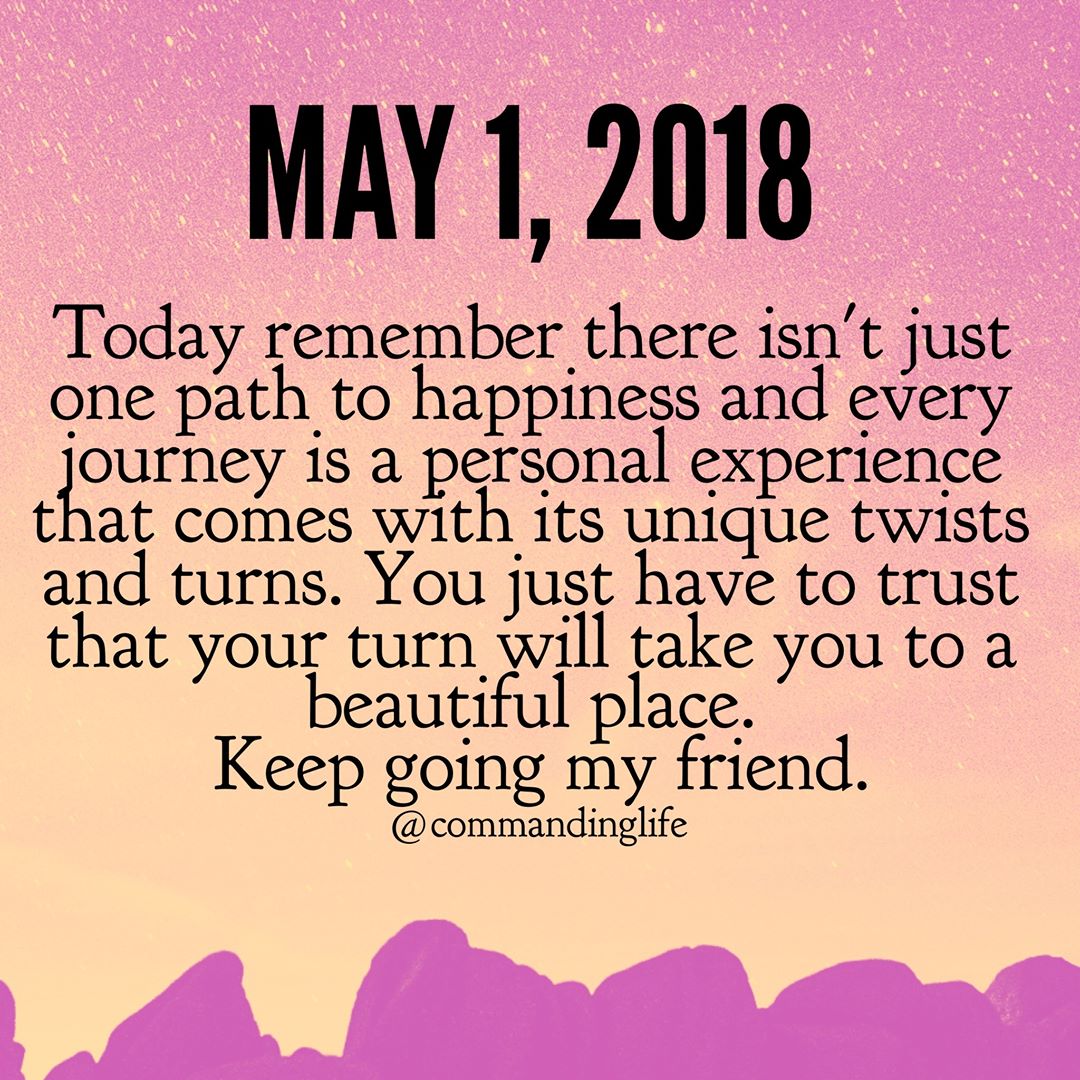 MAY 1, 2018
Today remember there isn't just
one path to happiness and every
journey is a personal experience
that comes with its unique twists
and turns. You just have to trust
that your turn will take you to a
beautiful place.
Keep going my friend.
@commandinglife